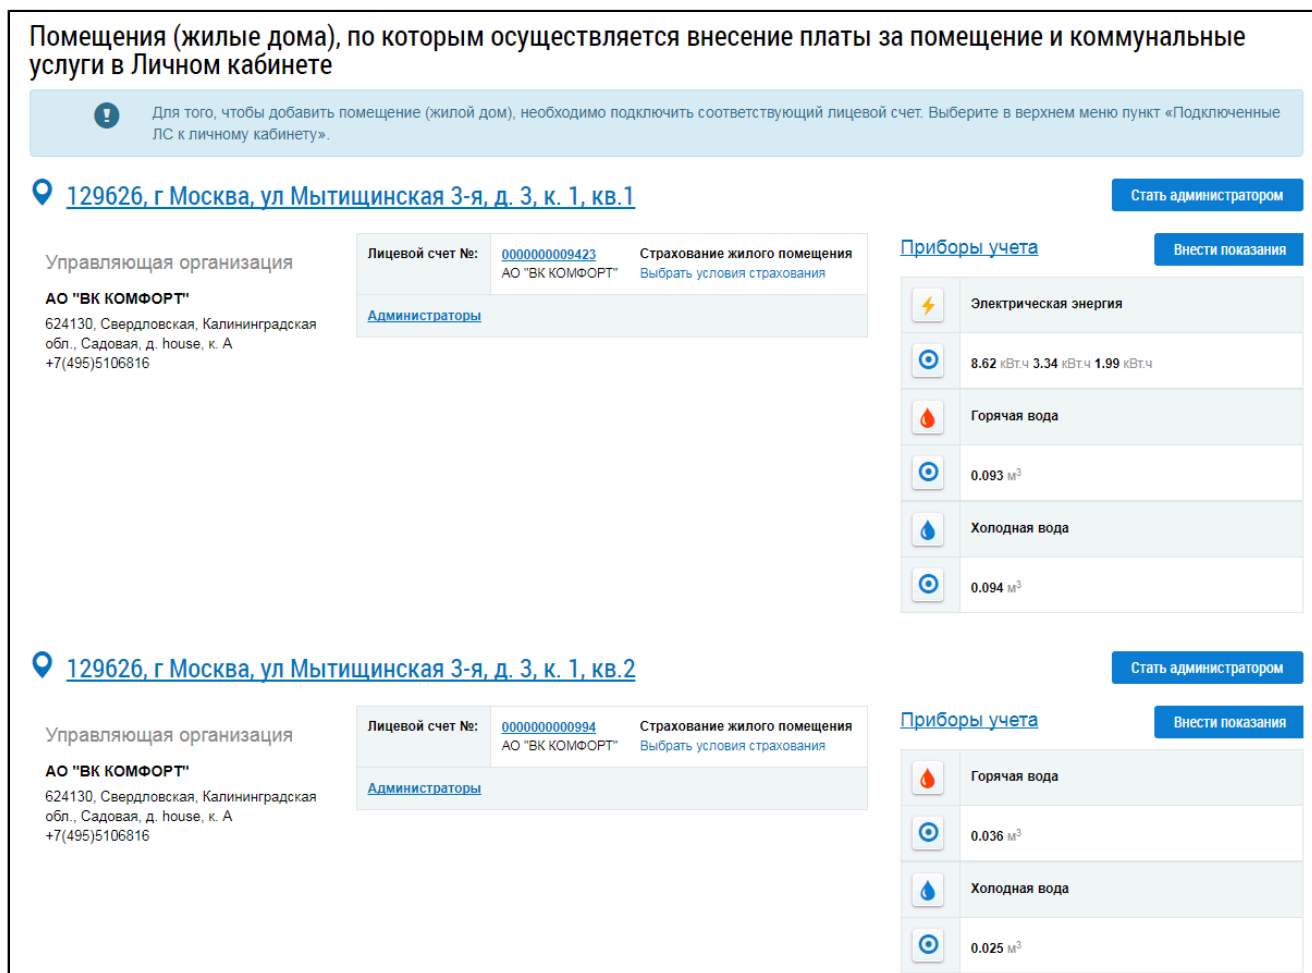 Помещения (жилые дома), по которым осуществляется внесение платы за помещение и коммунальные
услуги в Личном кабинете
Для того, чтобы добавить помещение (жилой дом), необходимо подключить соответствующий лицевой счет. Выберите в верхнем меню пункт «Подключенные
ЛС к личному кабинету».
129626, г Москва, ул Мытищинская 3-я, д. 3, к. 1, кв.1
Стать администратором
Управляющая организация
АО "ВК КОМФОРТ"
624130, Свердловская, Калининградская
обл., Садовая, д. house, к. А
+7(495)5106816
Лицевой счет №:
0000000009423
АО "ВК КОМФОРТ"
Страхование жилого помещения
Выбрать условия страхования
Администраторы
Приборы учета
Внести показания
Электрическая энергия
8.62 кВт.ч 3.34 кВт.ч 1.99 кВт.ч
Горячая вода
0.093 м³
Холодная вода
0.094 м³
129626, г Москва, ул Мытищинская 3-я, д. 3, к. 1, кв.2
Стать администратором
Управляющая организация
АО "ВК КОМФОРТ"
624130, Свердловская, Калининградская
обл., Садовая, д. house, к. А
+7(495)5106816
Лицевой счет №:
0000000000994
АО "ВК КОМФОРТ"
Страхование жилого помещения
Выбрать условия страхования
Администраторы
Приборы учета
Внести показания
Горячая вода
0.036 м³
Холодная вода
0.025 м³